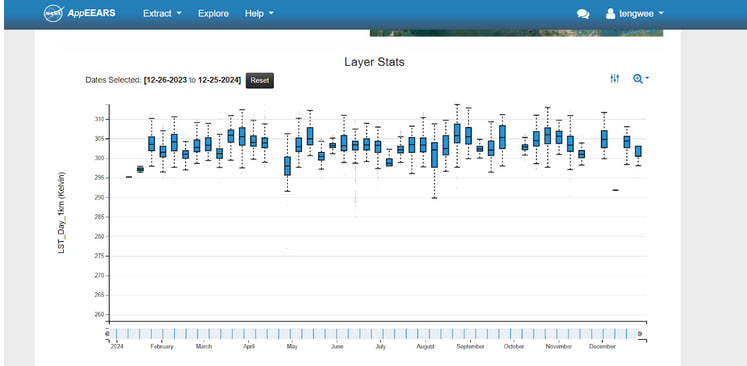 NASA AppEEARS Extract Explore Help tengwee
Layer Stats
Dates Selected: [12-26-2023 to 12-25-2024] Reset
LST_Day_1km (Kelvin)
310
305
300
295
290
285
280
275
270
265
260
2024 February March April May June July August September October November December